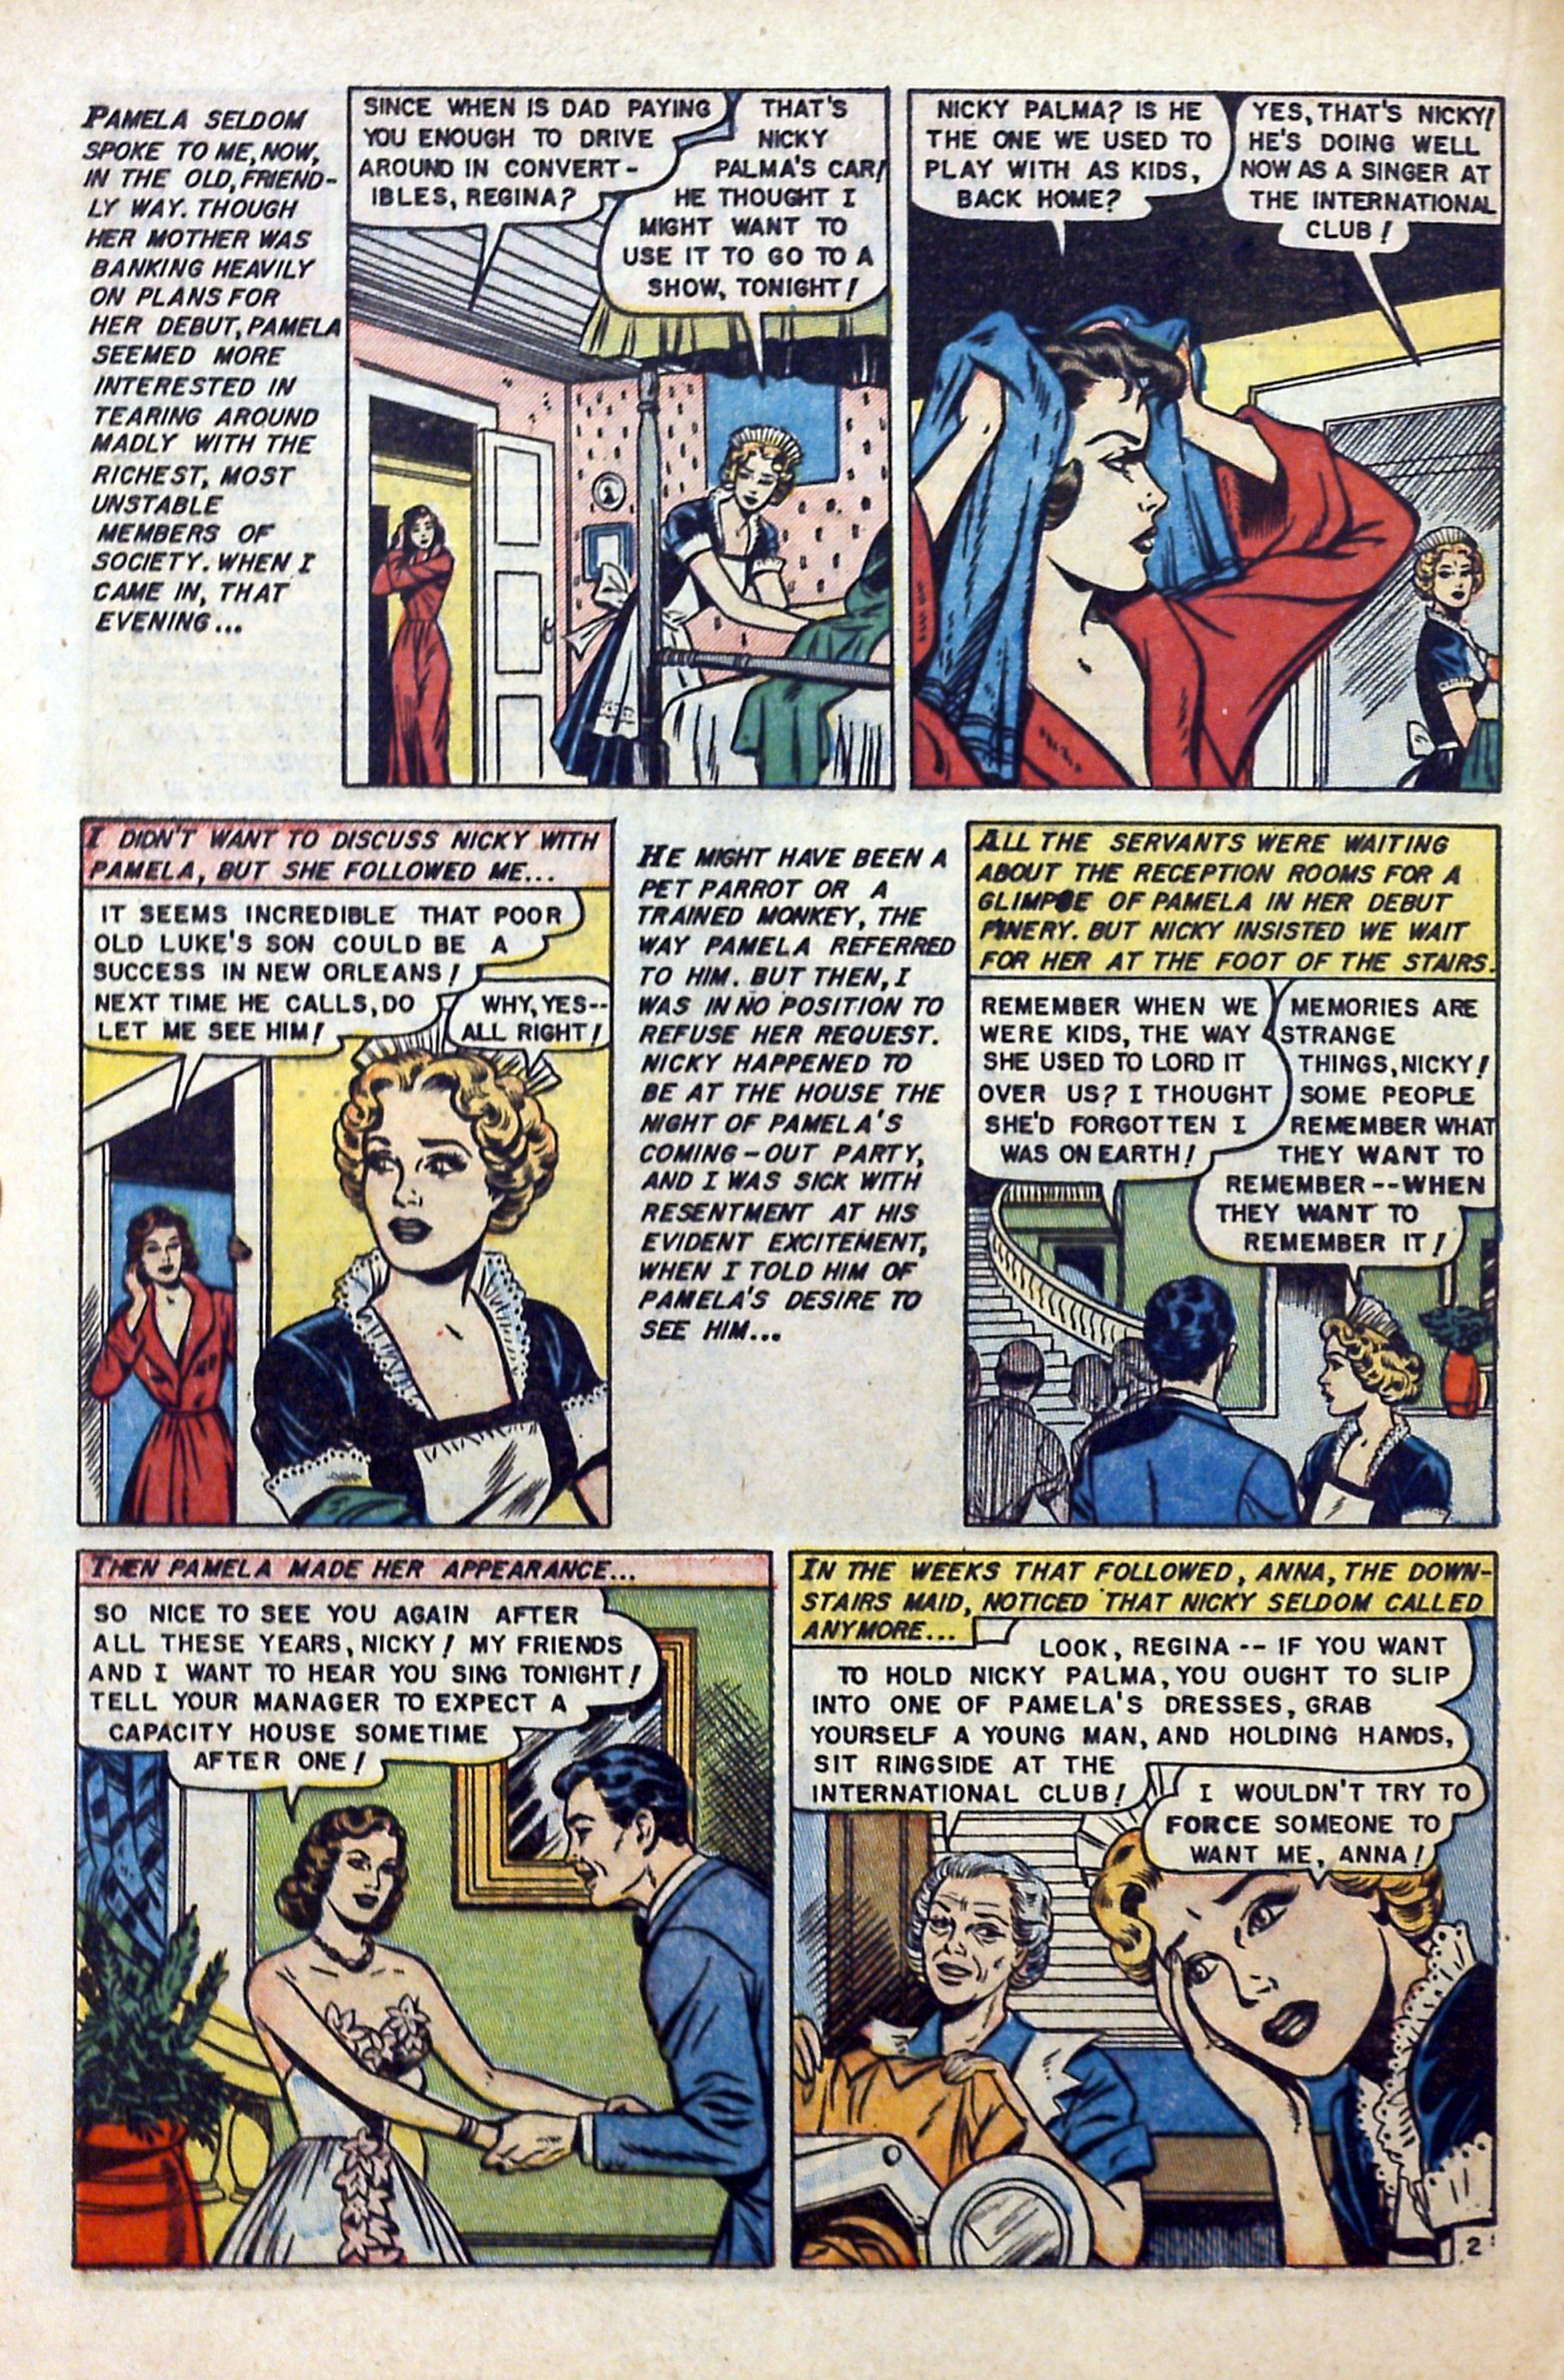 PAMELA SELDOM
SPOKE TO ME, NOW,
IN THE OLD, FRIEND-
LY WAY. THOUGH
HER MOTHER WAS
BANKING HEAVILY
ON PLANS FOR
HER DEBUT, PAMELA
SEEMED MORE
INTERESTED IN
TEARING AROUND
MADLY WITH THE
RICHEST, MOST
UNSTABLE
MEMBERS OF
SOCIETY. WHEN I
CAME IN, THAT
EVENING...
SINCE WHEN IS DAD PAYING
YOU ENOUGH TO DRIVE
AROUND IN CONVERT-
IBLES, REGINA?
THAT'S
NICKY
PALMA'S CAR!
HE THOUGHT I
MIGHT WANT TO
USE IT TO GO TO A
SHOW, TONIGHT!
NICKY PALMA? IS HE
THE ONE WE USED TO
PLAY WITH AS KIDS,
BACK HOME?
YES, THAT'S NICKY!
HE'S DOING WELL
NOW AS A SINGER AT
THE INTERNATIONAL
CLUB!
I DIDN'T WANT TO DISCUSS NICKY WITH
PAMELA, BUT SHE FOLLOWED ME...
IT SEEMS INCREDIBLE THAT POOR
OLD LUKE'S SON COULD BE A
SUCCESS IN NEW ORLEANS!
NEXT TIME HE CALLS, DO
LET ME SEE HIM!
WHY, YES--
ALL RIGHT!
HE MIGHT HAVE BEEN A
PET PARROT OR A
TRAINED MONKEY, THE
WAY PAMELA REFERRED
TO HIM. BUT THEN, I
WAS IN NO POSITION TO
REFUSE HER REQUEST.
NICKY HAPPENED TO
BE AT THE HOUSE THE
NIGHT OF PAMELA'S
COMING-OUT PARTY,
AND I WAS SICK WITH
RESENTMENT AT HIS
EVIDENT EXCITEMENT,
WHEN I TOLD HIM OF
PAMELA'S DESIRE TO
SEE HIM...
ALL THE SERVANTS WERE WAITING
ABOUT THE RECEPTION ROOMS FOR A
GLIMPSE OF PAMELA IN HER DEBUT
FINERY. BUT NICKY INSISTED WE WAIT
FOR HER AT THE FOOT OF THE STAIRS.
REMEMBER WHEN WE
WERE KIDS, THE WAY
SHE USED TO LORD IT
OVER US? I THOUGHT
SHE'D FORGOTTEN I
WAS ON EARTH!
MEMORIES ARE
STRANGE
THINGS, NICKY!
SOME PEOPLE
REMEMBER WHAT
THEY WANT TO
REMEMBER--WHEN
THEY WANT TO
REMEMBER IT!
THEN PAMELA MADE HER APPEARANCE...
SO NICE TO SEE YOU AGAIN AFTER
ALL THESE YEARS, NICKY! MY FRIENDS
AND I WANT TO HEAR YOU SING TONIGHT!
TELL YOUR MANAGER TO EXPECT A
CAPACITY HOUSE SOMETIME
AFTER ONE!
IN THE WEEKS THAT FOLLOWED, ANNA, THE DOWN-
STAIRS MAID, NOTICED THAT NICKY SELDOM CALLED
ANYMORE...
LOOK, REGINA -- IF YOU WANT
TO HOLD NICKY PALMA, YOU OUGHT TO SLIP
INTO ONE OF PAMELA'S DRESSES, GRAB
YOURSELF A YOUNG MAN, AND HOLDING HANDS,
SIT RINGSIDE AT THE
INTERNATIONAL CLUB!
I WOULDN'T TRY TO
FORCE SOMEONE TO
WANT ME, ANNA!
2